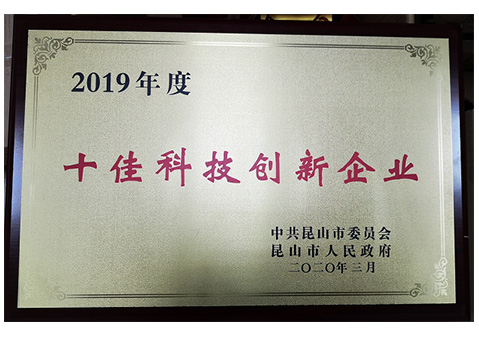 2019年度
十佳科技创新企业
中共昆山市委员会
昆山市人民政府
二〇二〇年三月